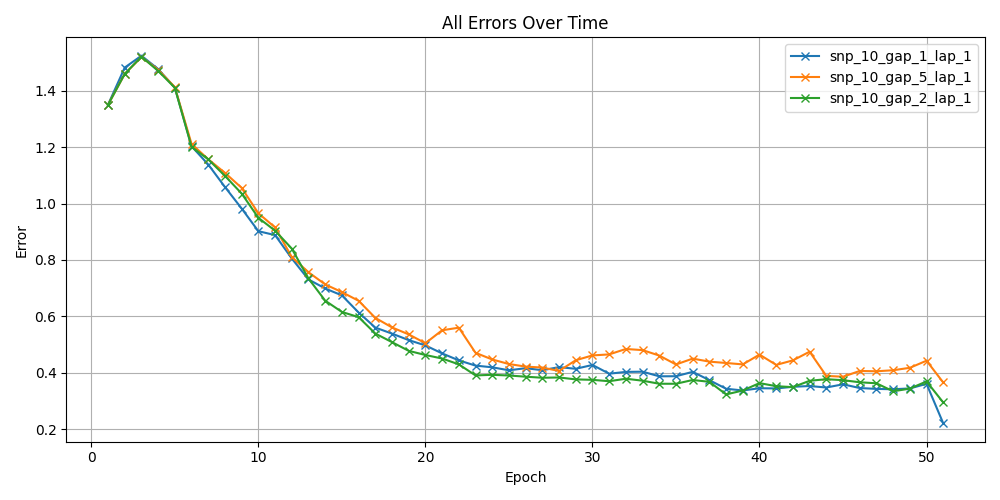 All Errors Over Time
snp_10_gap_1_lap_1
snp_10_gap_5_lap_1
snp_10_gap_2_lap_1
Error
1.4
1.2
1.0
0.8
0.6
0.4
0.2
0 10 20 30 40 50
Epoch